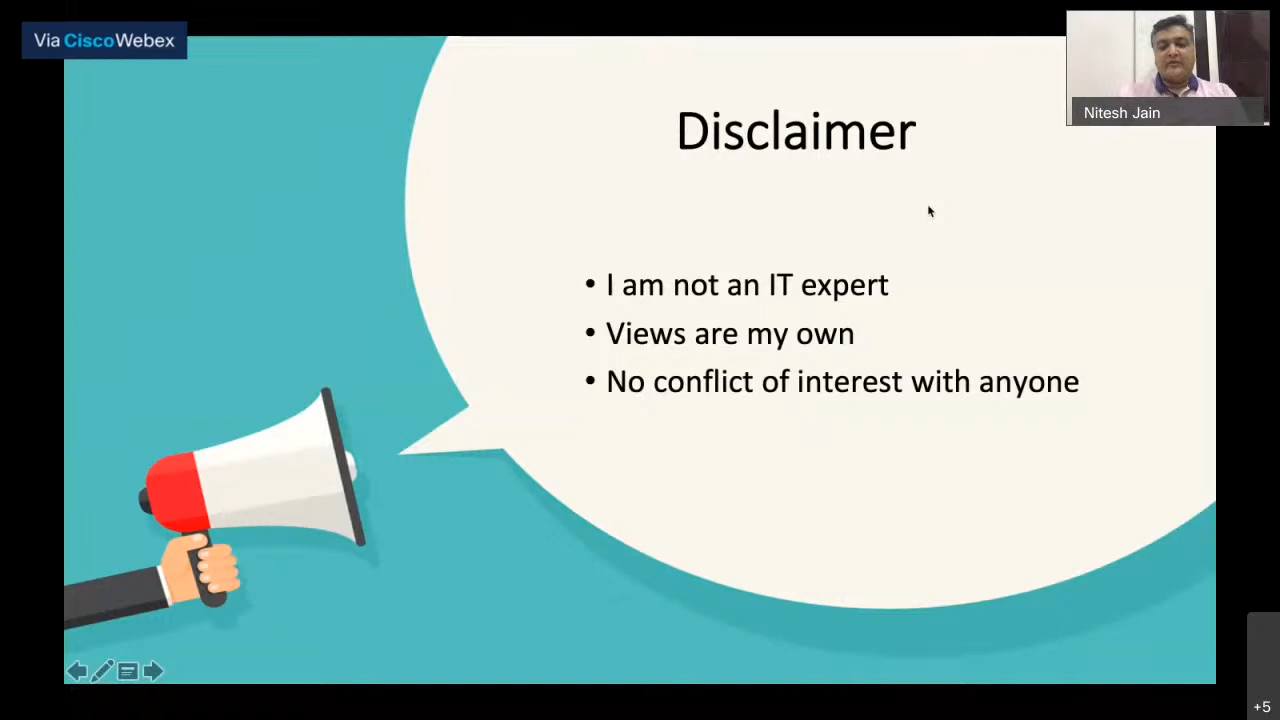 Via CiscoWebex
Nitesh Jain
Disclaimer
• I am not an IT expert
• Views are my own
• No conflict of interest with anyone
+5